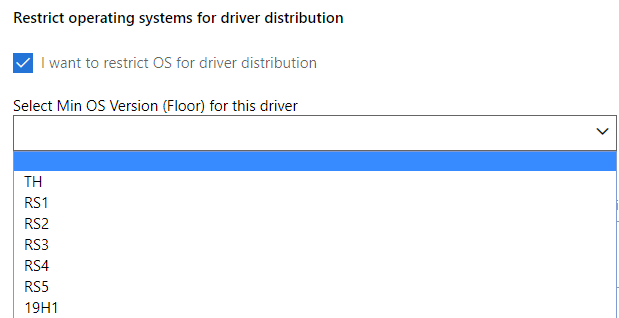 Restrict operating systems for driver distribution
I want to restrict OS for driver distribution
Select Min OS Version (Floor) for this driver
TH
RS1
RS2
RS3
RS4
RS5
19H1